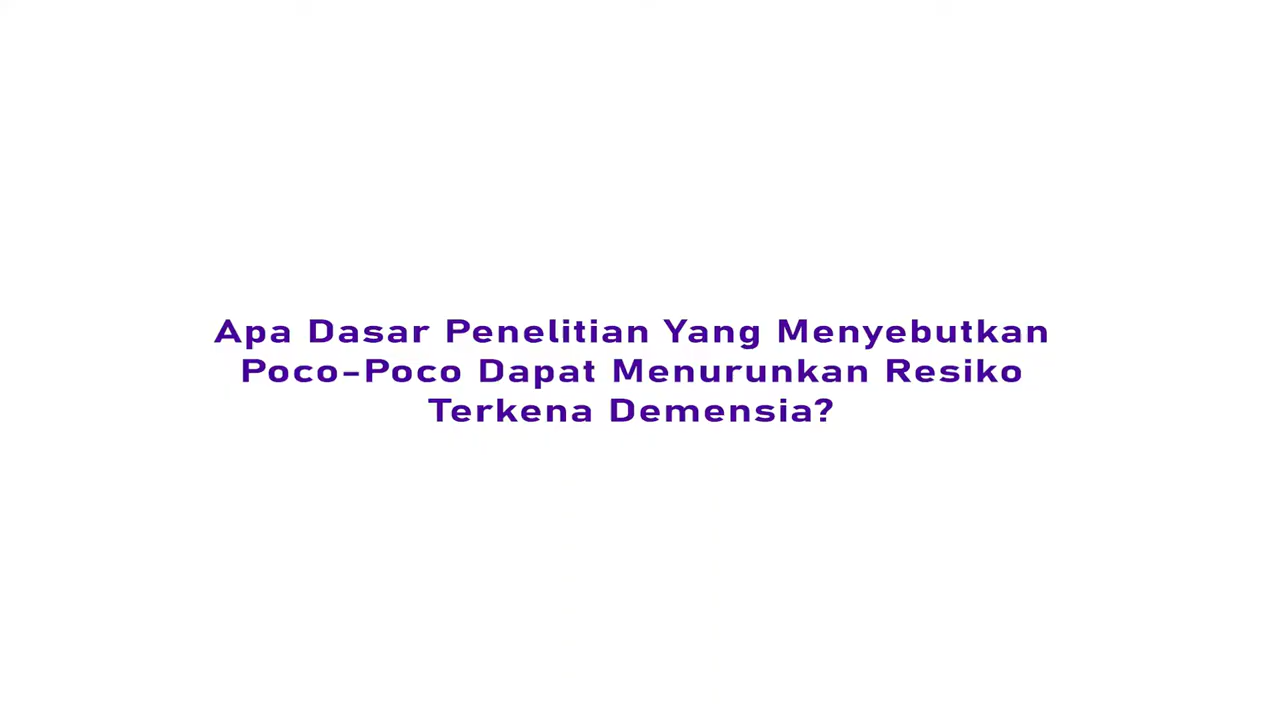 Apa Dasar Penelitian Yang Menyebutkan
Poco-Poco Dapat Menurunkan Resiko
Terkena Demensia?